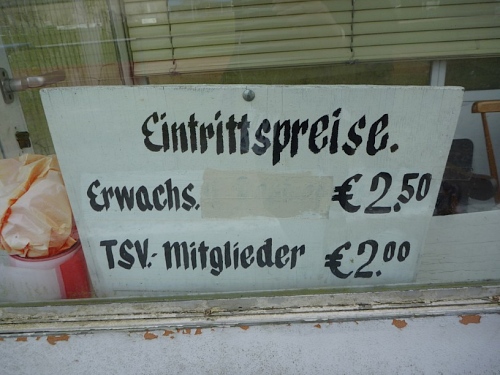 Eintrittspreise.
Erwachs. € 2.50
TSV.- Mitglieder € 2.00